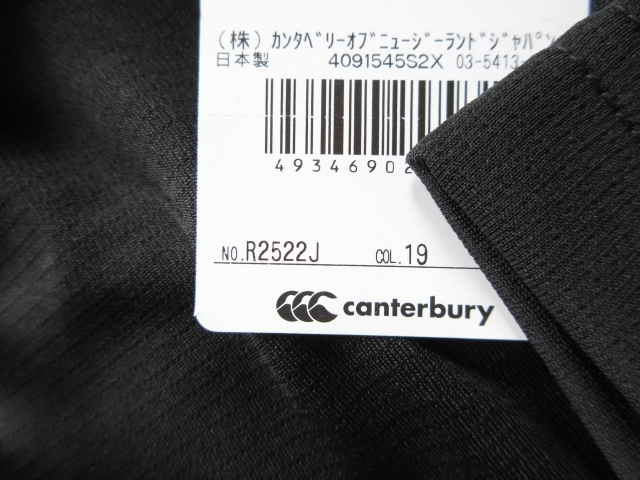 (株) カンタベリーオブニュージーランドジャパン
日本製 4091545S2X 03-5413-
4934690
NO. R2522J COL. 19
canterbury